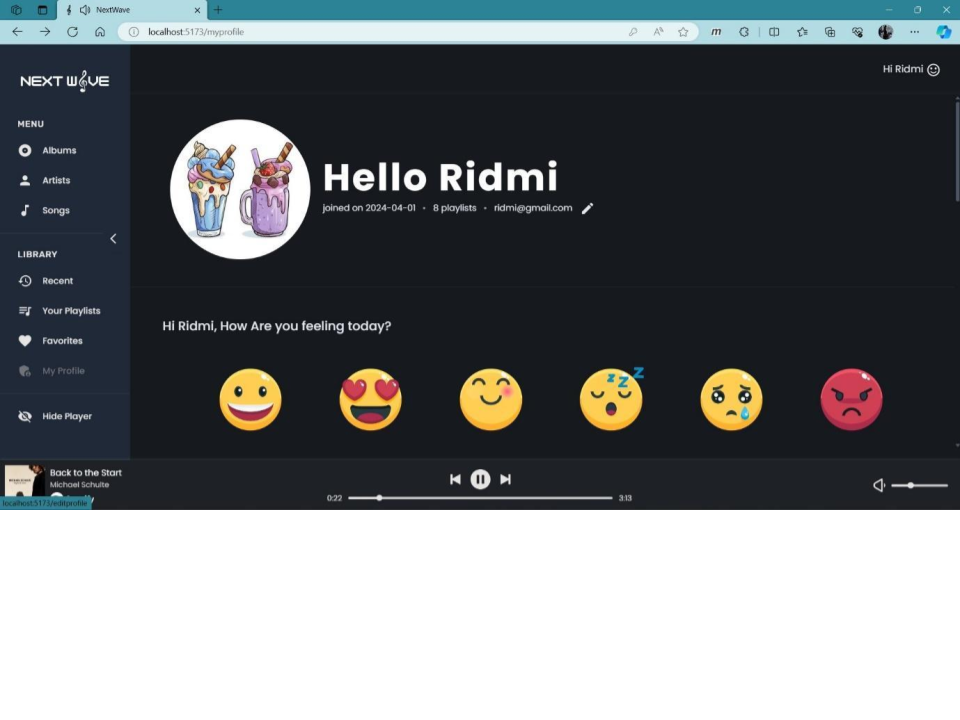 NextWave
localhost:5173/myprofile
NEXT WAVE
Hi Ridmi
MENU
Albums
Artists
Songs
LIBRARY
Recent
Your Playlists
Favorites
My Profile
Hide Player
Hello Ridmi
joined on 2024-04-01 • 8 playlists • ridmi@gmail.com
Hi Ridmi, How Are you feeling today?
z z z
Back to the Start
Michael Schulte
localhost:5173/editprofile
0:22
3:13